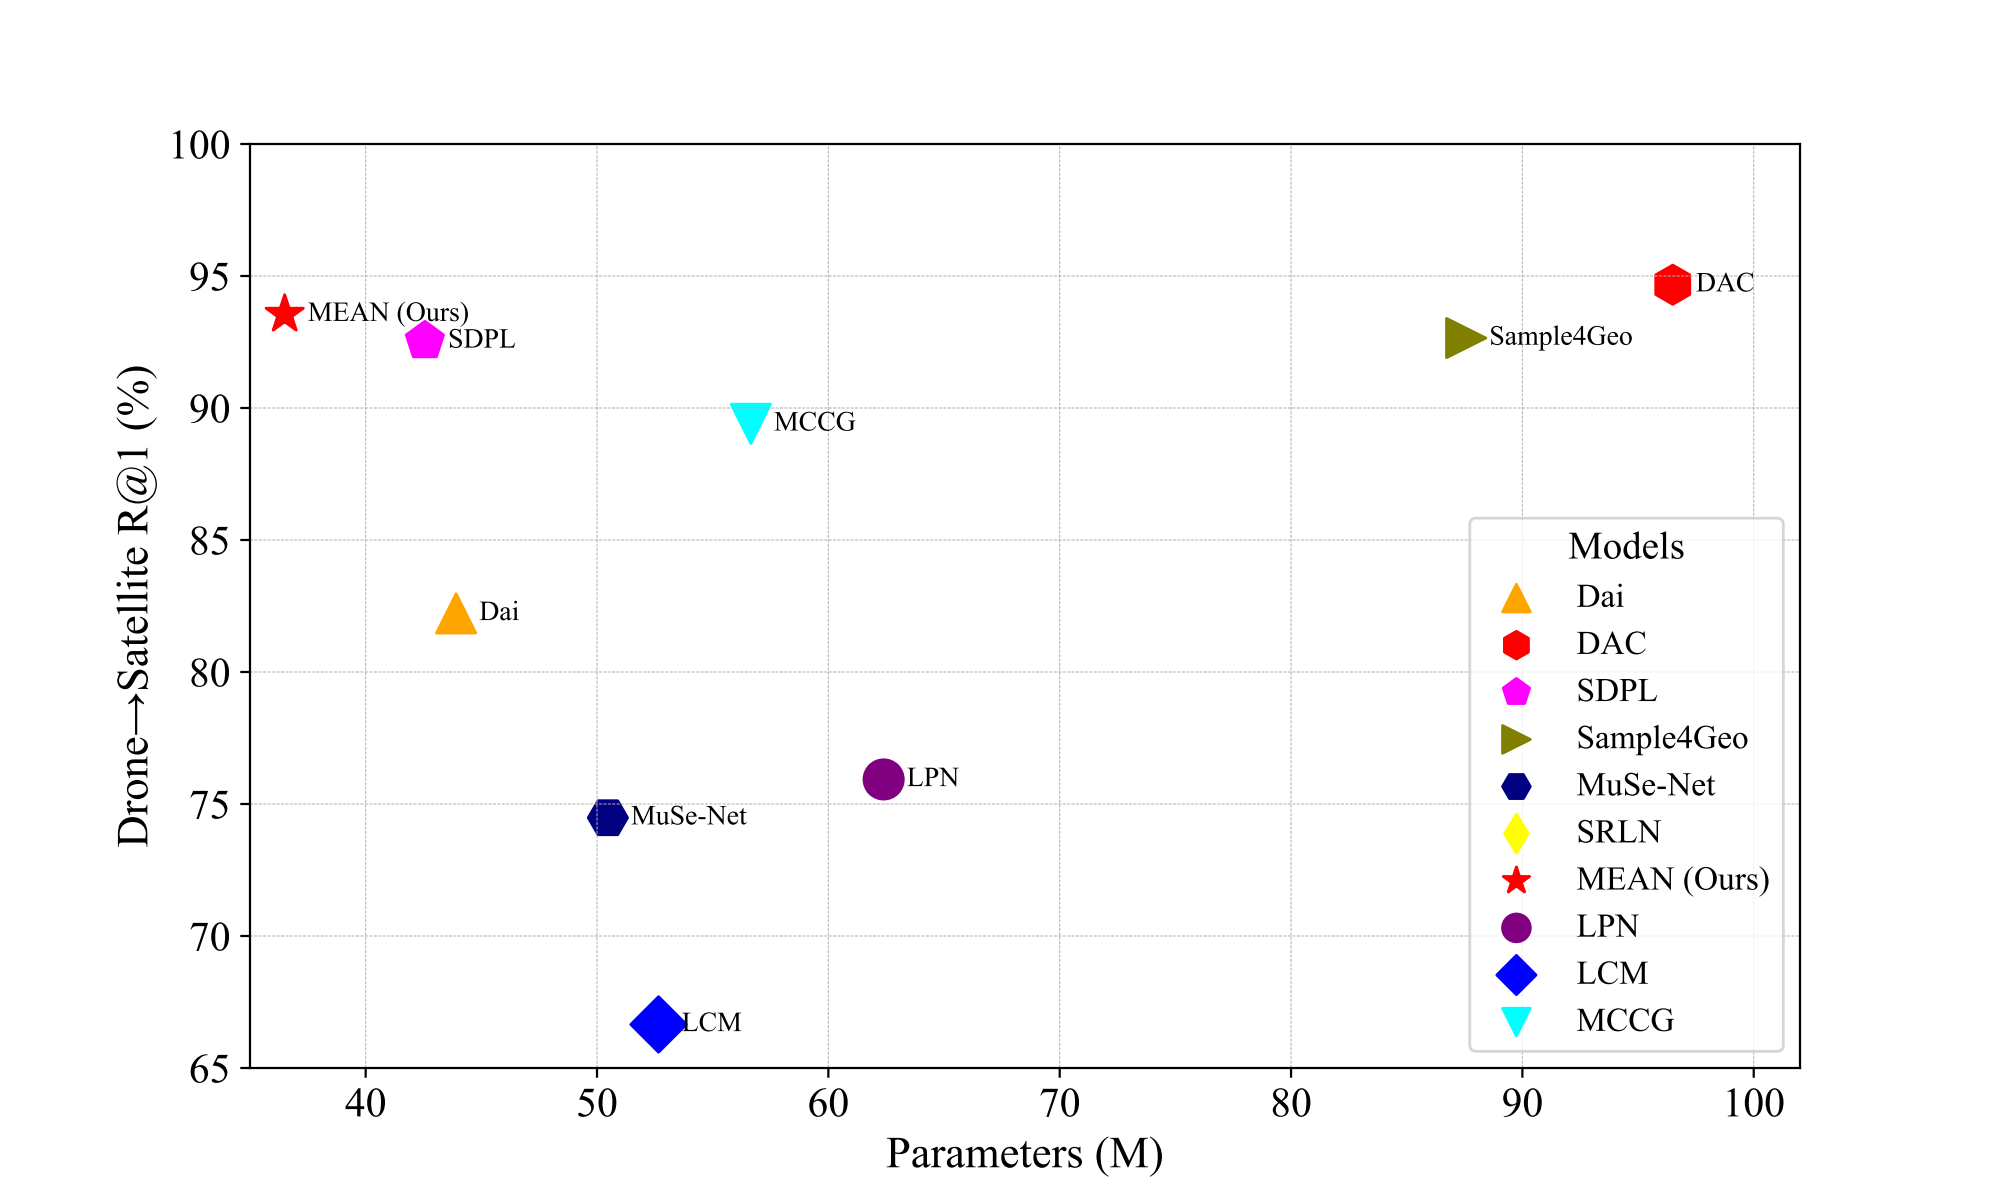 100
95
90
85
80
75
70
65
Drone→Satellite R@1 (%)
MEAN (Ours)
SDPL
DAC
Sample4Geo
MCCG
Dai
LPN
MuSe-Net
LCM
Models
Dai
DAC
SDPL
Sample4Geo
MuSe-Net
SRLN
MEAN (Ours)
LPN
LCM
MCCG
40 50 60 70 80 90 100
Parameters (M)